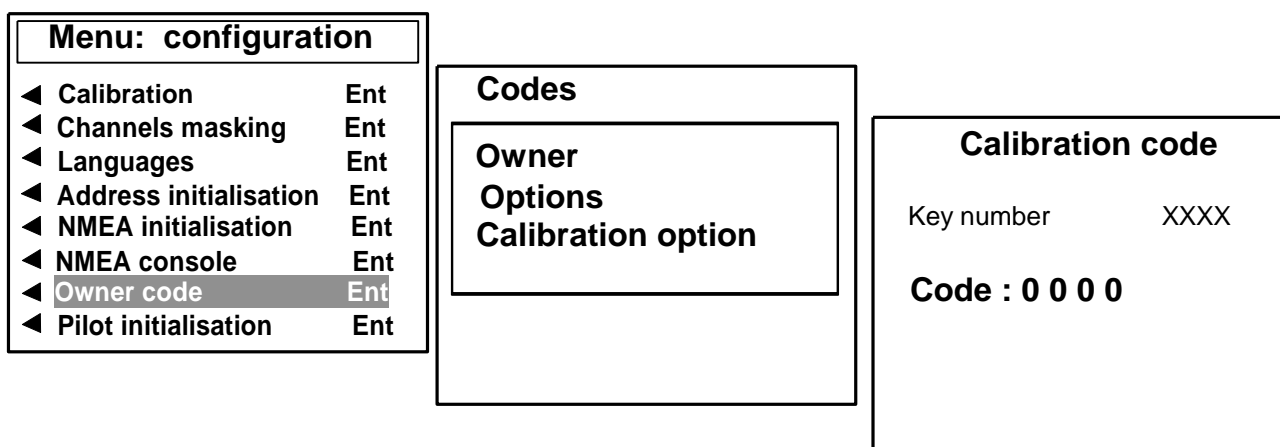 Menu: configuration
Calibration Ent
Channels masking Ent
Languages Ent
Address initialisation Ent
NMEA initialisation Ent
NMEA console Ent
Owner code Ent
Pilot initialisation Ent
Codes
Owner
Options
Calibration option
Calibration code
Key number XXXX
Code : 0 0 0 0